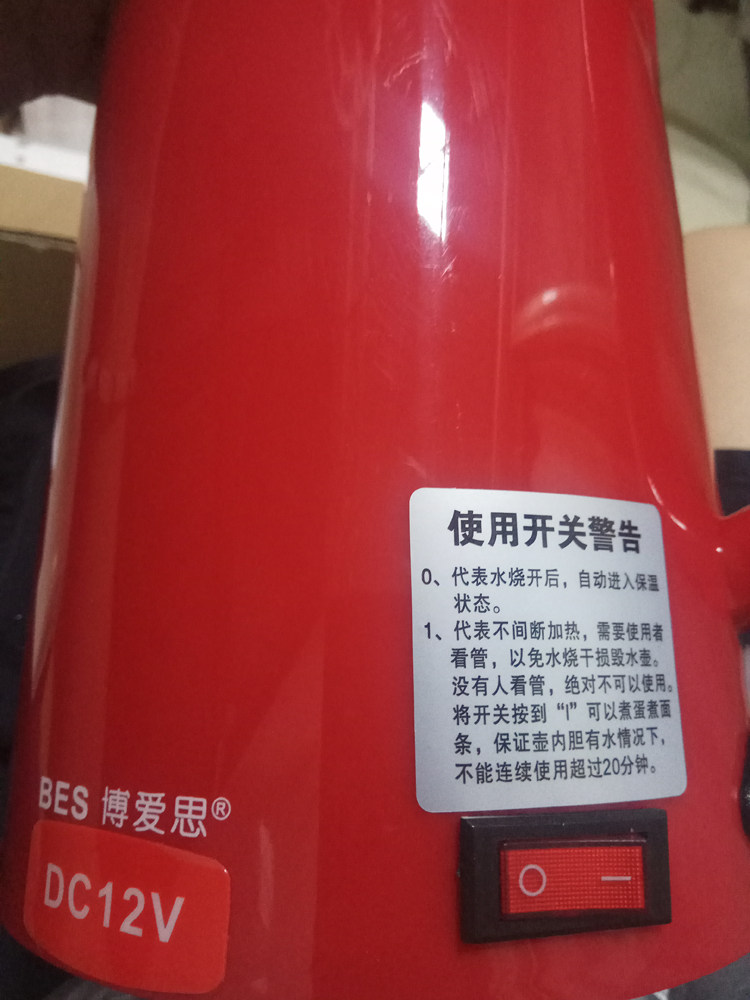 使用开关警告
0、代表水烧开后，自动进入保温
状态。
1、代表不间断加热，需要使用者
看管，以免水烧干损毁水壶。
没有人看管，绝对不可以使用。
将开关按到“I”可以煮蛋煮面
条，保证壶内胆有水情况下，
不能连续使用超过20分钟。
BES 博爱思®
DC12V
O I